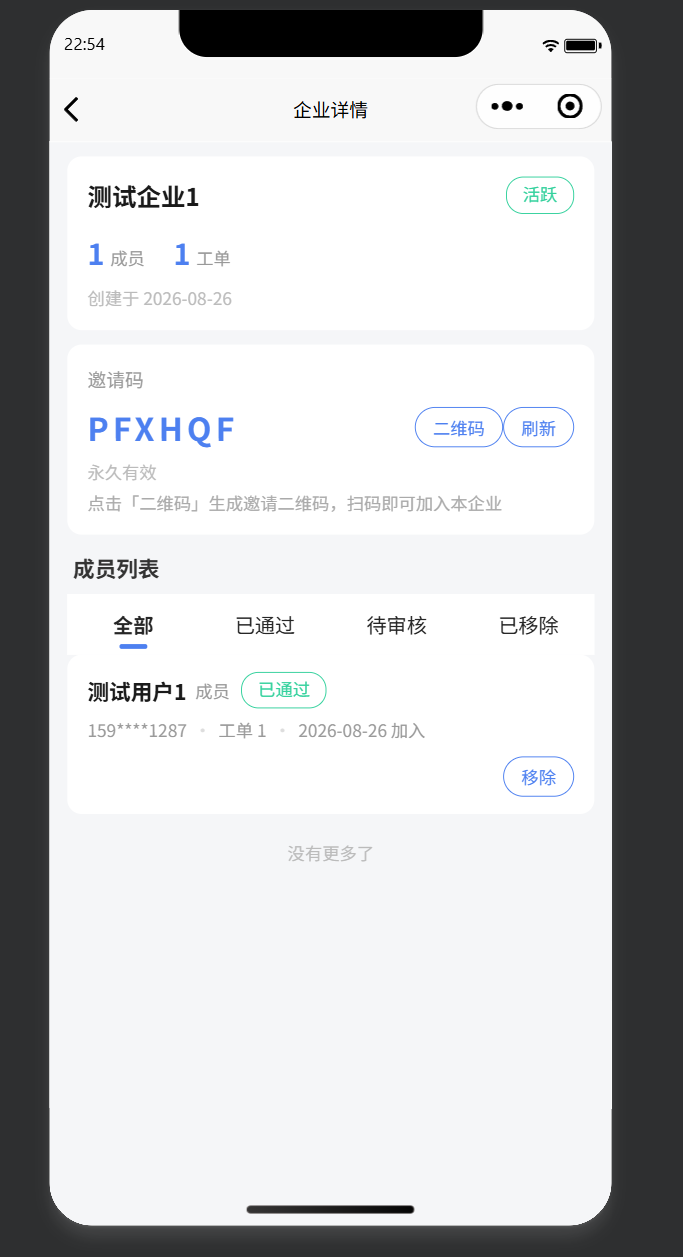 22:54
企业详情
测试企业1 活跃
1 成员 1 工单
创建于 2026-08-26
邀请码
PFXHQF 二维码 刷新
永久有效
点击「二维码」生成邀请二维码，扫码即可加入本企业
成员列表
全部 已通过 待审核 已移除
测试用户1 成员 已通过
159****1287 • 工单 1 • 2026-08-26 加入
移除
没有更多了